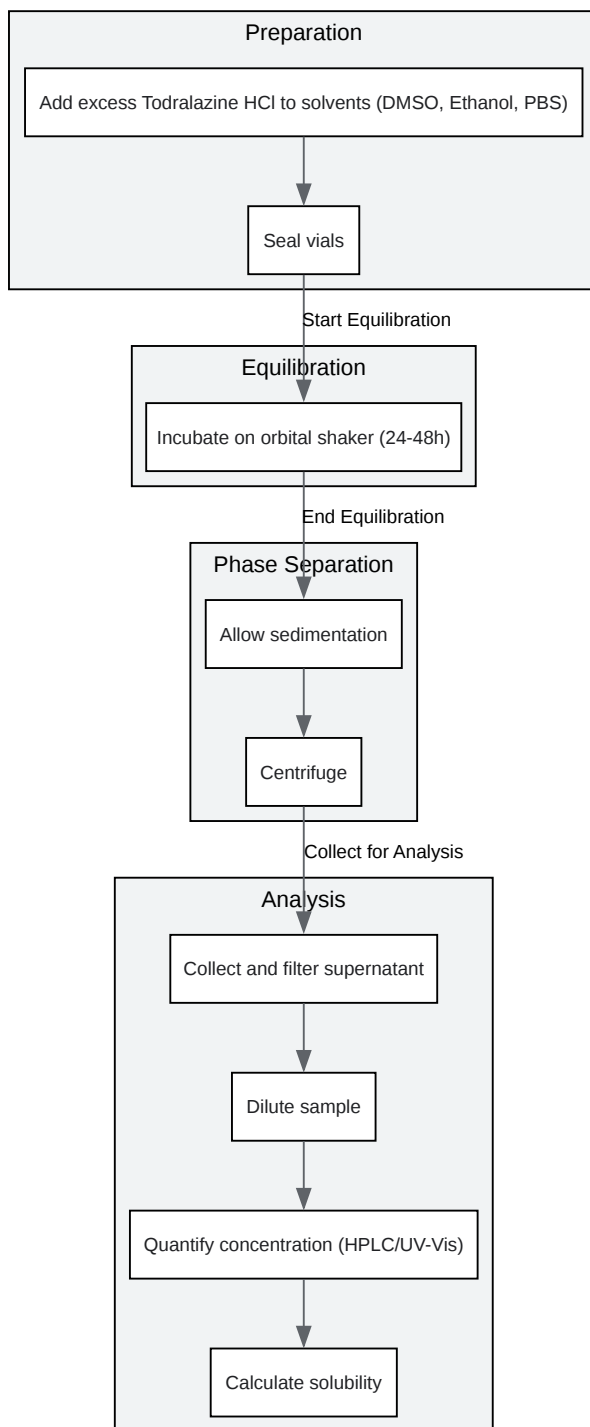 Preparation
Add excess Todralazine HCl to solvents (DMSO, Ethanol, PBS)
Seal vials
Start Equilibration
Equilibration
Incubate on orbital shaker (24-48h)
End Equilibration
Phase Separation
Allow sedimentation
Centrifuge
Collect for Analysis
Analysis
Collect and filter supernatant
Dilute sample
Quantify concentration (HPLC/UV-Vis)
Calculate solubility